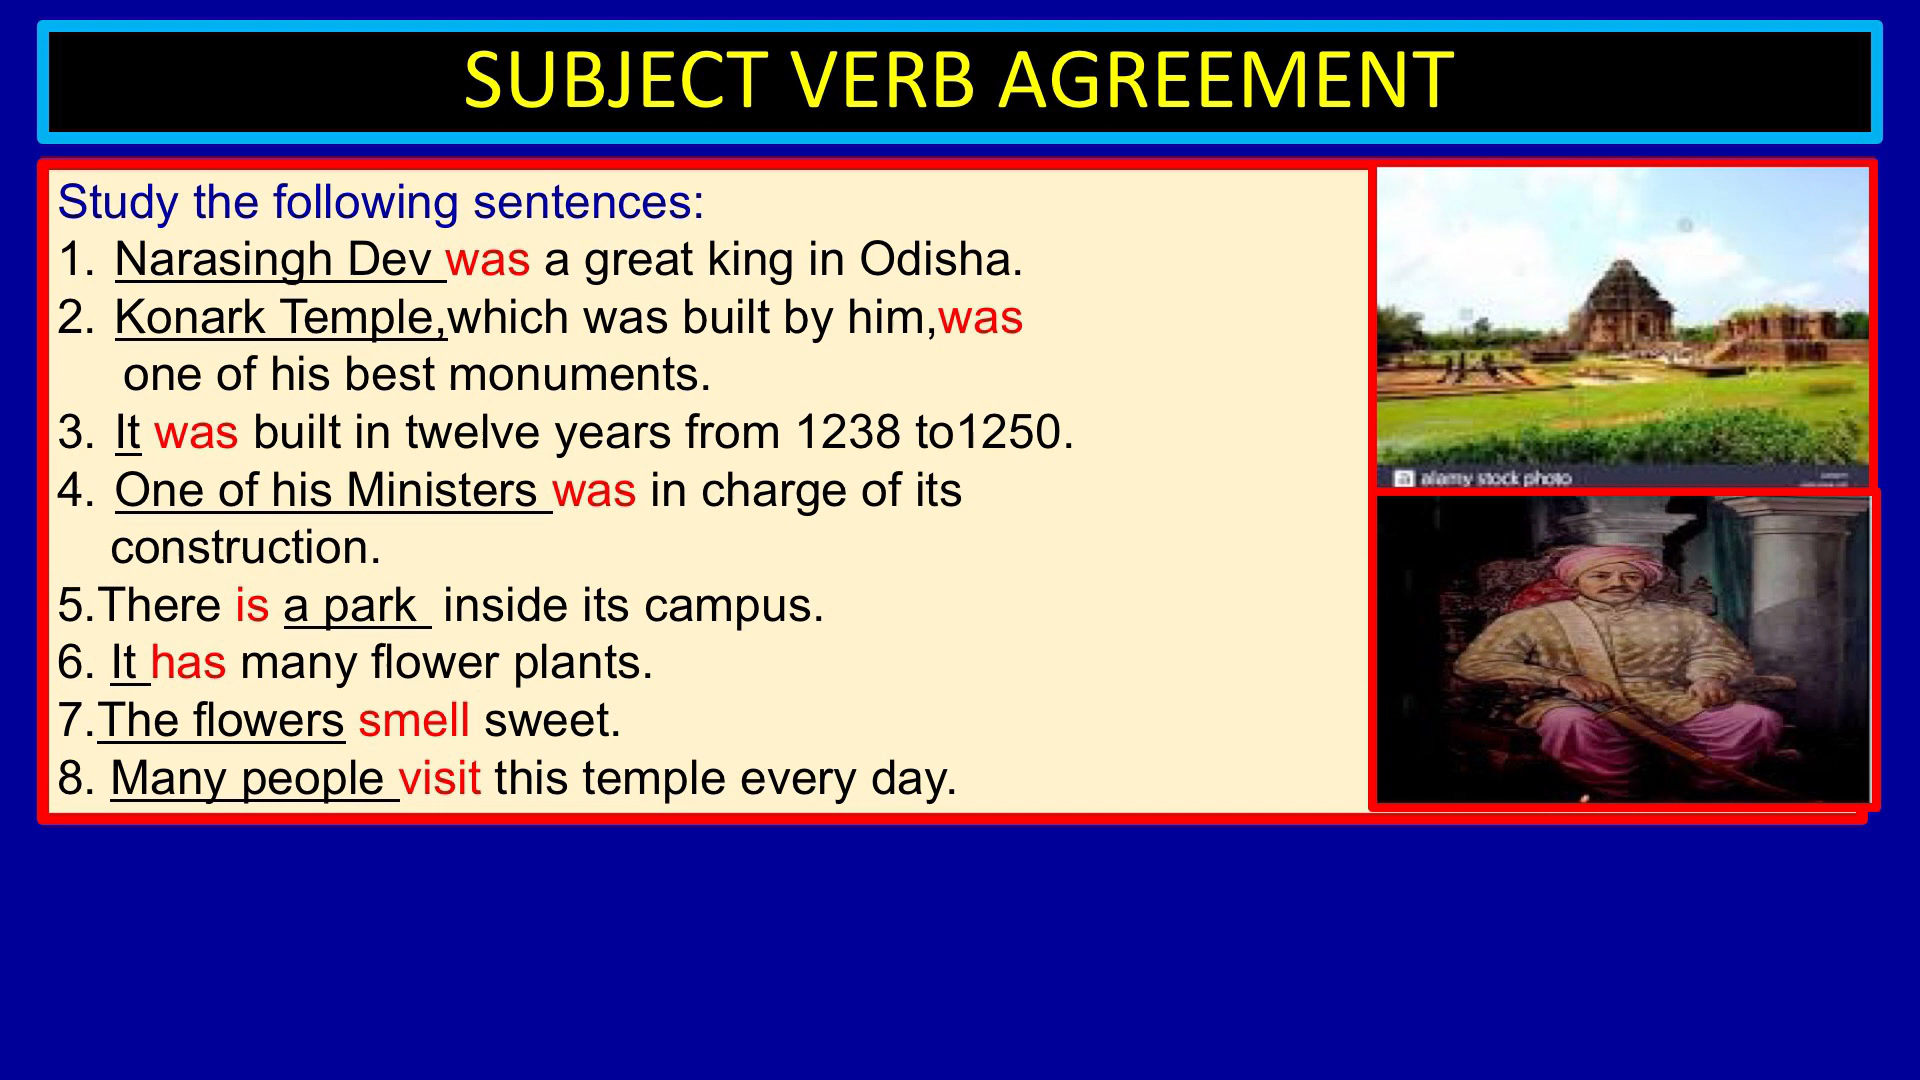 SUBJECT VERB AGREEMENT
Study the following sentences:
1. Narasingh Dev was a great king in Odisha.
2. Konark Temple,which was built by him,was
one of his best monuments.
3. It was built in twelve years from 1238 to1250.
4. One of his Ministers was in charge of its
construction.
5.There is a park inside its campus.
6. It has many flower plants.
7.The flowers smell sweet.
8. Many people visit this temple every day.
a alamy stock photo